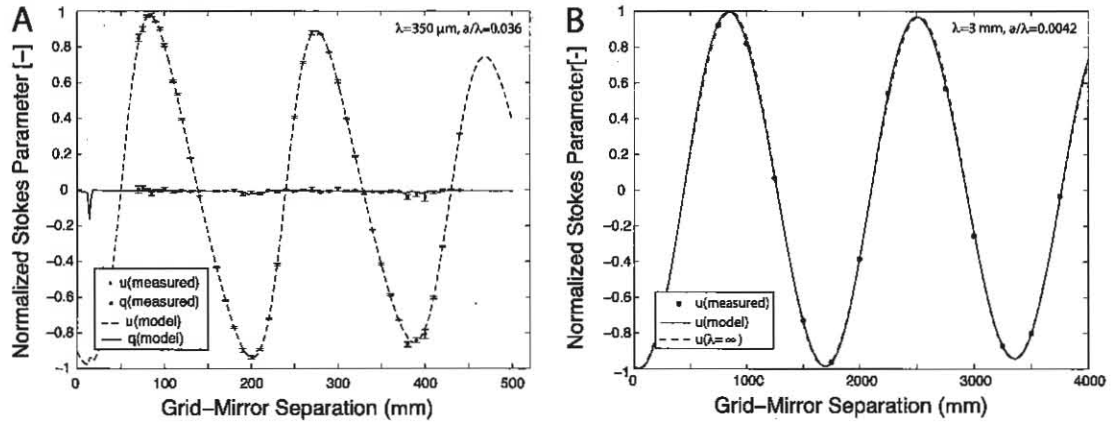 A
λ=350 μm, a/λ=0.036
Normalized Stokes Parameter [-]
1
0.8
0.6
0.4
0.2
0
-0.2
-0.4
-0.6
-0.8
-1
u(measured)
q(measured)
u(model)
q(model)
0
100
200
300
400
500
Grid-Mirror Separation (mm)
B
λ=3 mm, a/λ=0.0042
Normalized Stokes Parameter[-]
1
0.8
0.6
0.4
0.2
0
-0.2
-0.4
-0.6
-0.8
-1
u(measured)
u(model)
u(λ=∞)
0
1000
2000
3000
4000
Grid-Mirror Separation (mm)